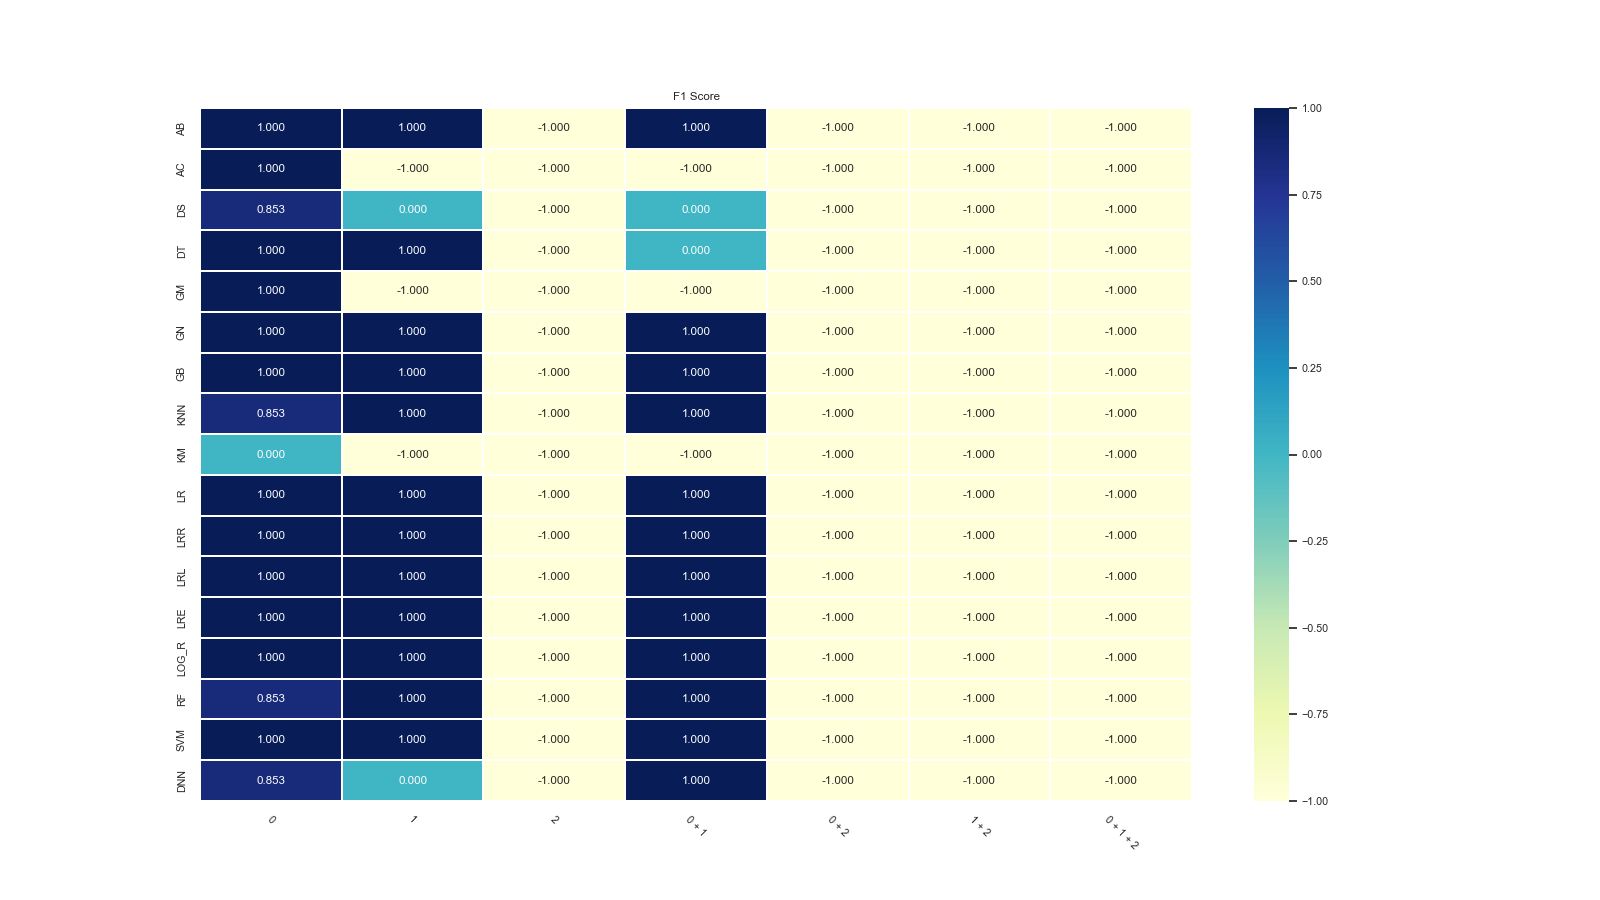 F1 Score
AB 1.000 1.000 -1.000 1.000 -1.000 -1.000 -1.000
AC 1.000 -1.000 -1.000 -1.000 -1.000 -1.000 -1.000
DS 0.853 0.000 -1.000 0.000 -1.000 -1.000 -1.000
DT 1.000 1.000 -1.000 0.000 -1.000 -1.000 -1.000
GM 1.000 -1.000 -1.000 -1.000 -1.000 -1.000 -1.000
GN 1.000 1.000 -1.000 1.000 -1.000 -1.000 -1.000
GB 1.000 1.000 -1.000 1.000 -1.000 -1.000 -1.000
KNN 0.853 1.000 -1.000 1.000 -1.000 -1.000 -1.000
KM 0.000 -1.000 -1.000 -1.000 -1.000 -1.000 -1.000
LR 1.000 1.000 -1.000 1.000 -1.000 -1.000 -1.000
LRR 1.000 1.000 -1.000 1.000 -1.000 -1.000 -1.000
LRL 1.000 1.000 -1.000 1.000 -1.000 -1.000 -1.000
LRE 1.000 1.000 -1.000 1.000 -1.000 -1.000 -1.000
LOG_R 1.000 1.000 -1.000 1.000 -1.000 -1.000 -1.000
RF 0.853 1.000 -1.000 1.000 -1.000 -1.000 -1.000
SVM 1.000 1.000 -1.000 1.000 -1.000 -1.000 -1.000
DNN 0.853 0.000 -1.000 1.000 -1.000 -1.000 -1.000
0 1 2 0 + 1 0 + 2 1 + 2 0 + 1 + 2
1.00
0.75
0.50
0.25
0.00
−0.25
−0.50
−0.75
−1.00